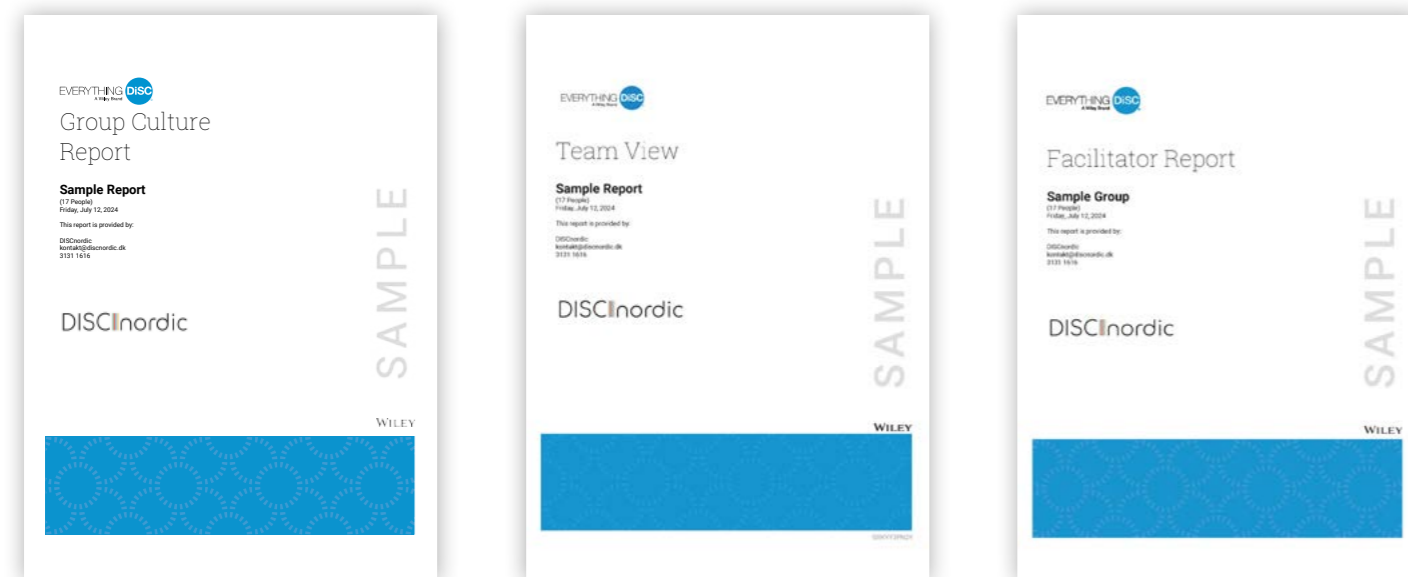 EVERYTHING DiSC
A Wiley Brand
Group Culture
Report
Sample Report
(17 People)
Friday, July 12, 2024
This report is provided by:
DISCnordic
kontakt@discnordic.dk
3131 1616
DISCnordic
SAMPLE
WILEY
EVERYTHING DiSC
A Wiley Brand
Team View
Sample Report
(17 People)
Friday, July 12, 2024
This report is provided by:
DISCnordic
kontakt@discnordic.dk
3131 1616
DISCnordic
SAMPLE
WILEY
EVERYTHING DiSC
A Wiley Brand
Facilitator Report
Sample Group
(17 People)
Friday, July 12, 2024
This report is provided by:
DISCnordic
kontakt@discnordic.dk
3131 1616
DISCnordic
SAMPLE
WILEY